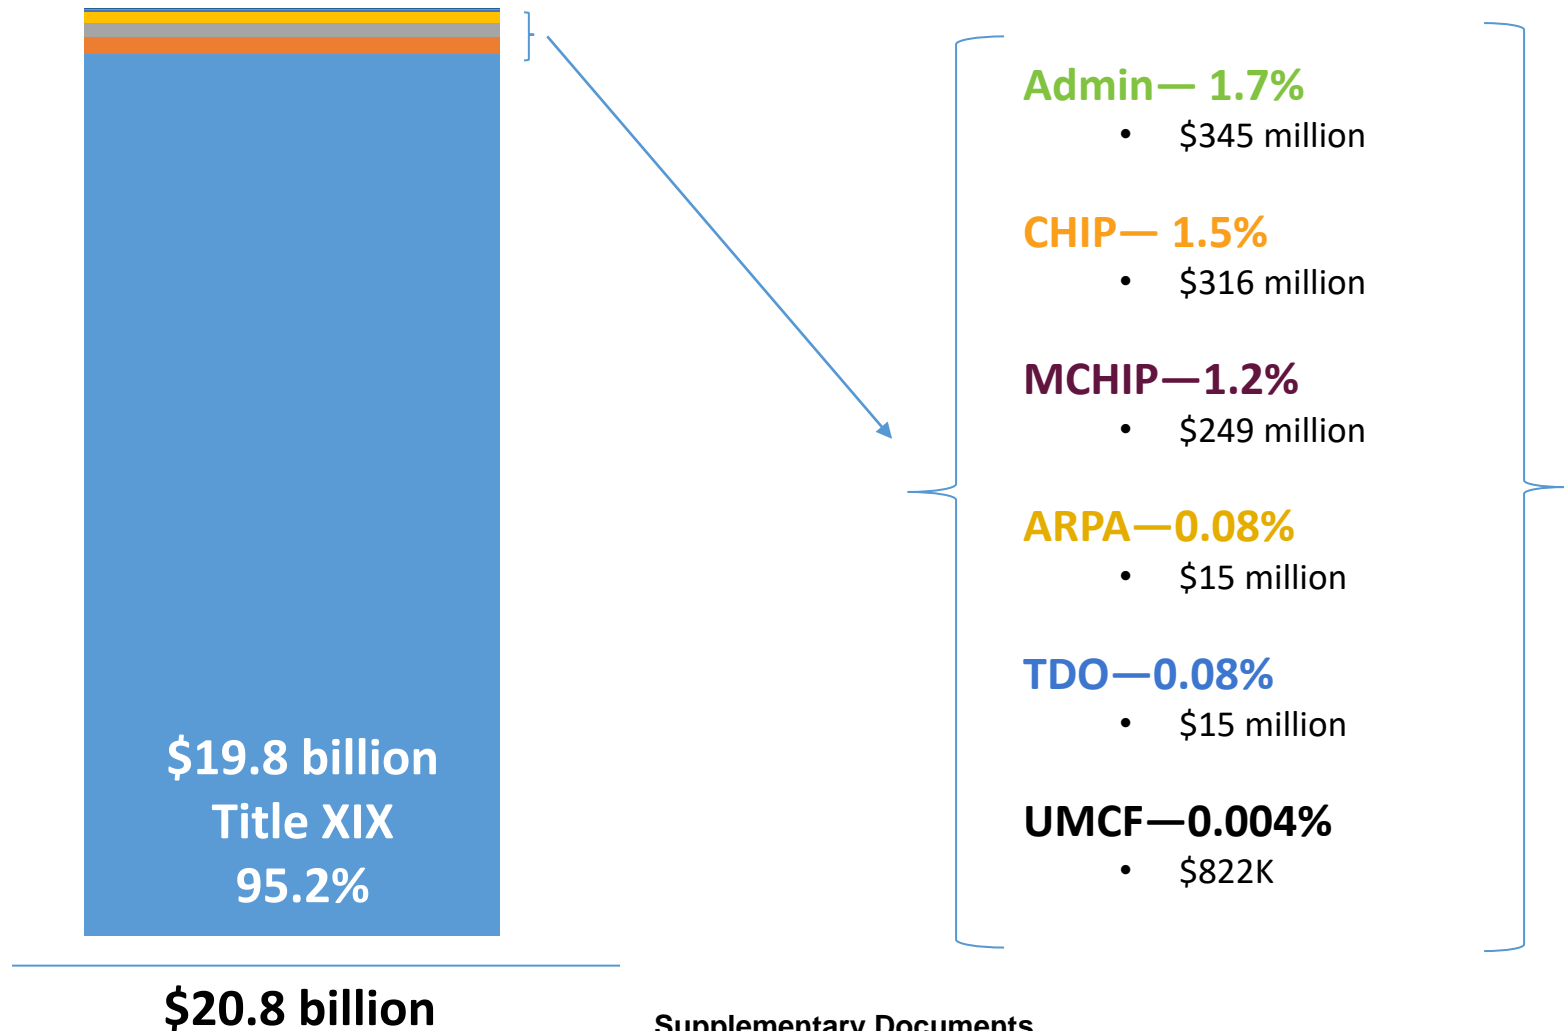 $19.8 billion
Title XIX
95.2%
$20.8 billion
Admin— 1.7%
• $345 million
CHIP— 1.5%
• $316 million
MCHIP—1.2%
• $249 million
ARPA—0.08%
• $15 million
TDO—0.08%
• $15 million
UMCF—0.004%
• $822K
Supplementary Documents